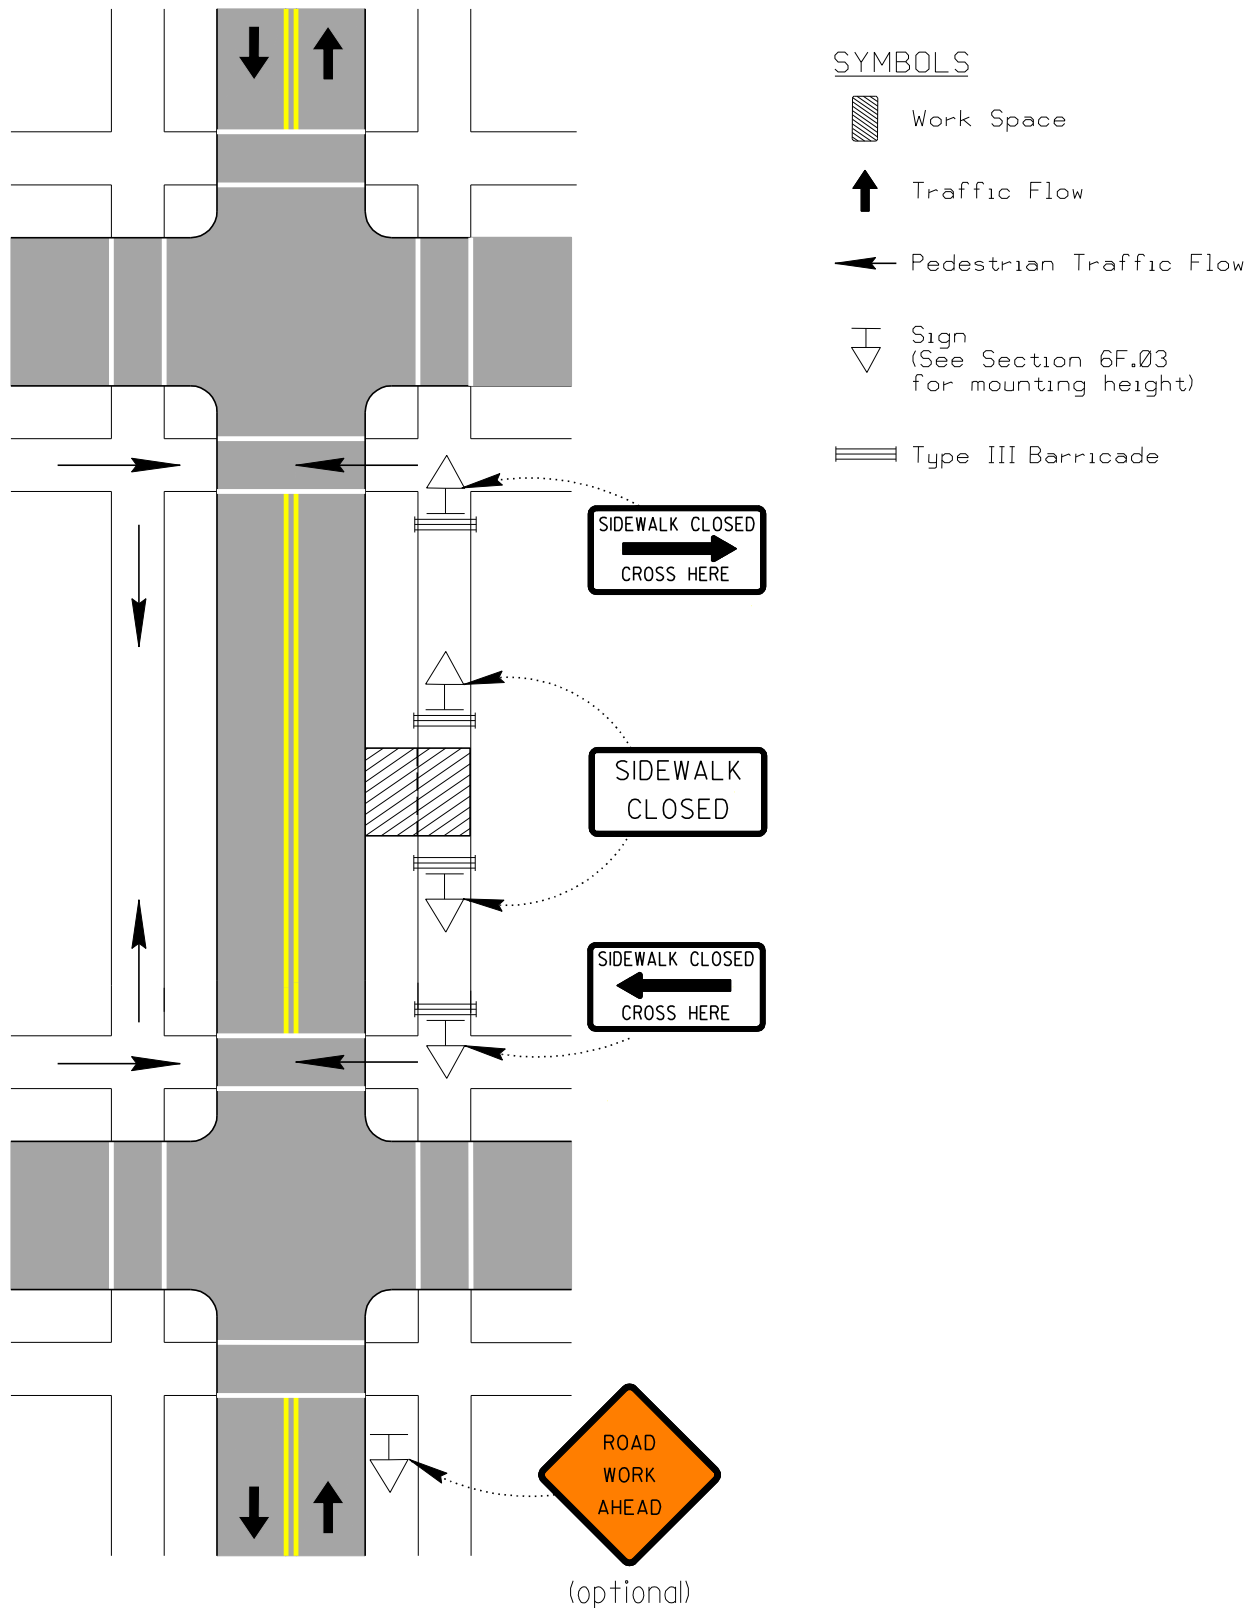 SYMBOLS
Work Space
Traffic Flow
Pedestrian Traffic Flow
Sign
(See Section 6F.03
for mounting height)
Type III Barricade
SIDEWALK CLOSED
CROSS HERE
SIDEWALK
CLOSED
SIDEWALK CLOSED
CROSS HERE
ROAD
WORK
AHEAD
(optional)